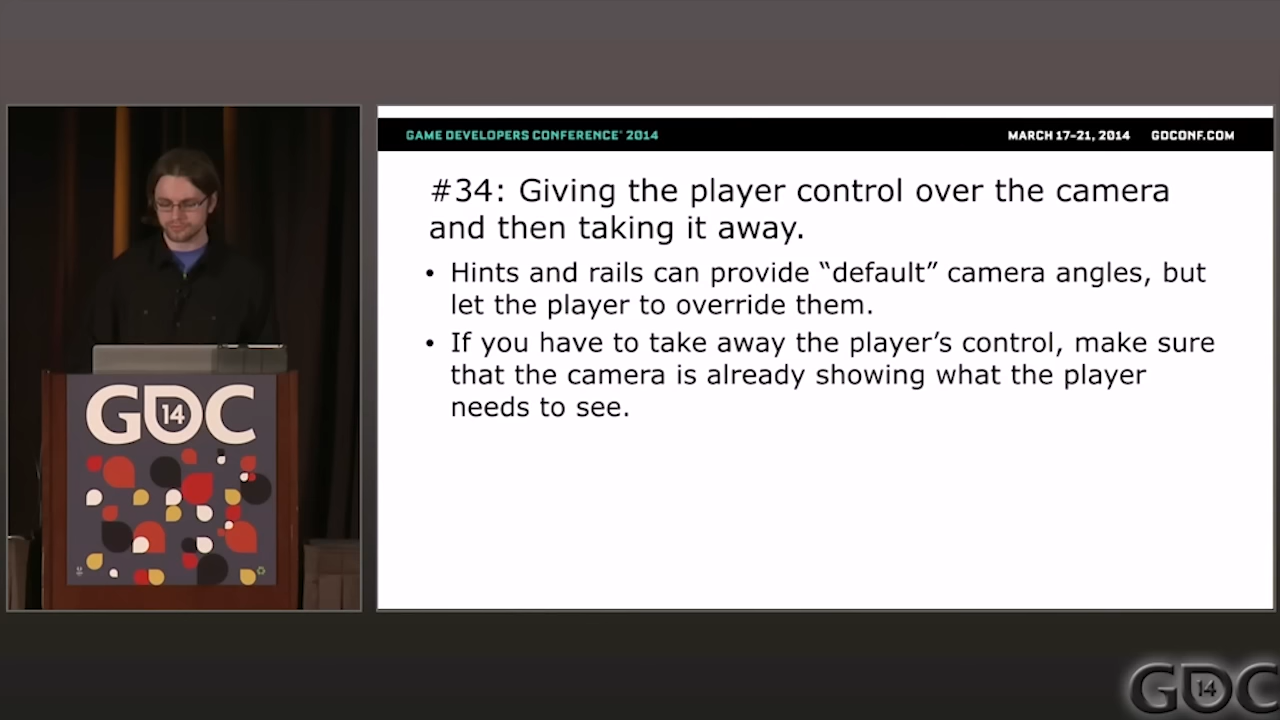 GAME DEVELOPERS CONFERENCE® 2014
MARCH 17–21, 2014 GDCONF.COM
#34: Giving the player control over the camera
and then taking it away.
• Hints and rails can provide “default” camera angles, but
let the player to override them.
• If you have to take away the player’s control, make sure
that the camera is already showing what the player
needs to see.
GDC
14
GDC
14